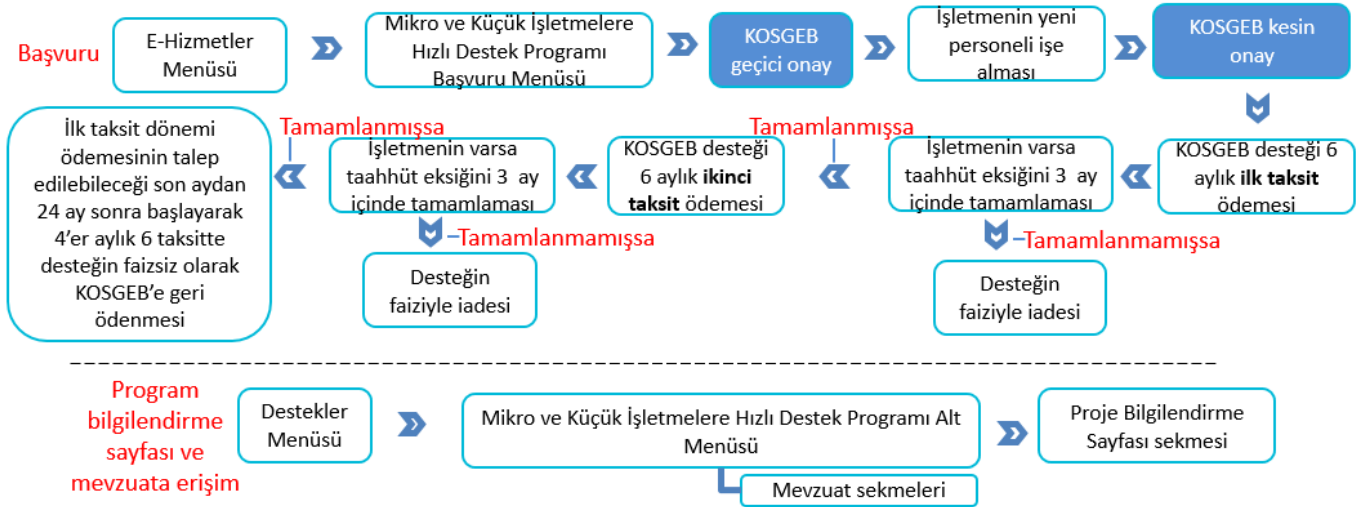 Başvuru
E-Hizmetler
Menüsü
Mikro ve Küçük İşletmelere
Hızlı Destek Programı
Başvuru Menüsü
KOSGEB
geçici onay
İşletmenin yeni
personeli işe
alması
KOSGEB kesin
onay
KOSGEB desteği 6
aylık ilk taksit
ödemesi
İşletmenin varsa
taahhüt eksiğini 3 ay
içinde tamamlaması
Tamamlanmamışsa
Desteğin
faiziyle iadesi
Tamamlanmışsa
KOSGEB desteği
6 aylık ikinci
taksit ödemesi
İşletmenin varsa
taahhüt eksiğini 3 ay
içinde tamamlaması
Tamamlanmamışsa
Desteğin
faiziyle iadesi
Tamamlanmışsa
İlk taksit dönemi
ödemesinin talep
edilebileceği son aydan
24 ay sonra başlayarak
4’er aylık 6 taksitte
desteğin faizsiz olarak
KOSGEB’e geri
ödenmesi
Program
bilgilendirme
sayfası ve
mevzuata erişim
Destekler
Menüsü
Mikro ve Küçük İşletmelere Hızlı Destek Programı Alt
Menüsü
Mevzuat sekmeleri
Proje Bilgilendirme
Sayfası sekmesi